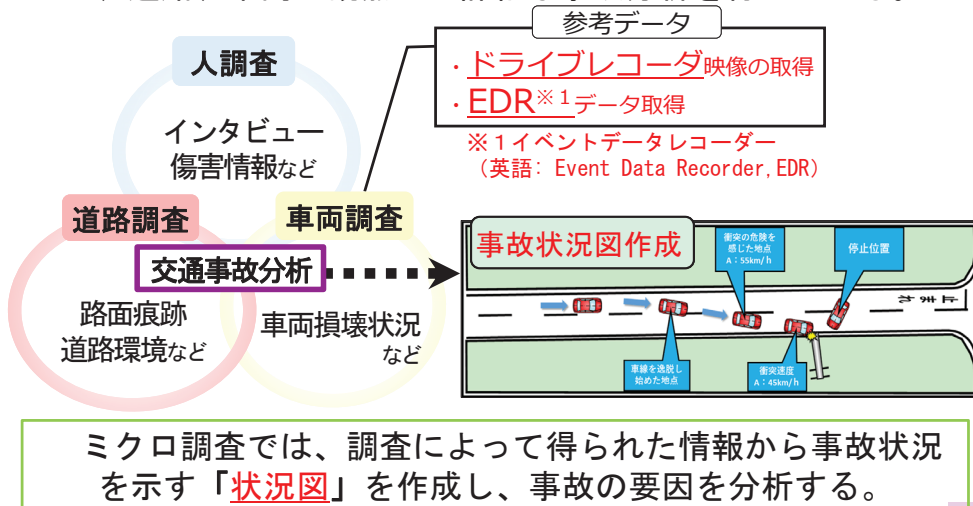 参考データ
・ドライブレコーダ映像の取得
・EDR※1データ取得
※1イベントデータレコーダー
（英語: Event Data Recorder,EDR）
人調査
インタビュー
傷害情報など
道路調査
車両調査
交通事故分析
路面痕跡
道路環境など
車両損壊状況
など
事故状況図作成
衝突の危険を
感じた地点
A：55km/h
停止位置
車線を逸脱し
始めた地点
衝突速度
A：45km/h
ミクロ調査では、調査によって得られた情報から事故状況
を示す「状況図」を作成し、事故の要因を分析する。